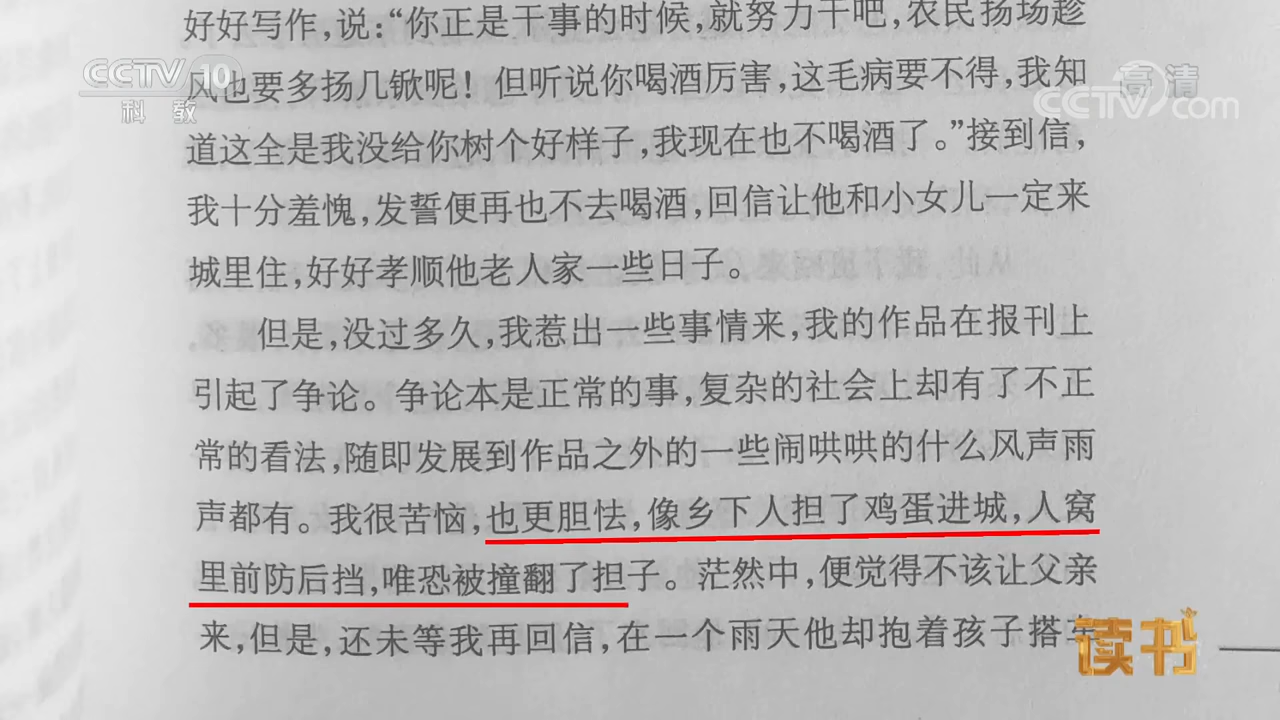 好好写作,说:“你正是干事的时候,就努力干吧,农民扬场趁
CCTV 10
科教
高清
CCTV.com
风也要多扬几锨呢!但听说你喝酒厉害,这毛病要不得,我知
道这全是我没给你树个好样子,我现在也不喝酒了。”接到信,
我十分羞愧,发誓便再也不去喝酒,回信让他和小女儿一定来
城里住,好好孝顺他老人家一些日子。
但是,没过多久,我惹出一些事情来,我的作品在报刊上
引起了争论。争论本是正常的事,复杂的社会上却有了不正
常的看法,随即发展到作品之外的一些闹哄哄的什么风声雨
声都有。我很苦恼,也更胆怯,像乡下人担了鸡蛋进城,人窝
里前防后挡,唯恐被撞翻了担子。茫然中,便觉得不该让父亲
来,但是,还未等我再回信,在一个雨天他却抱着孩子搭车
读书